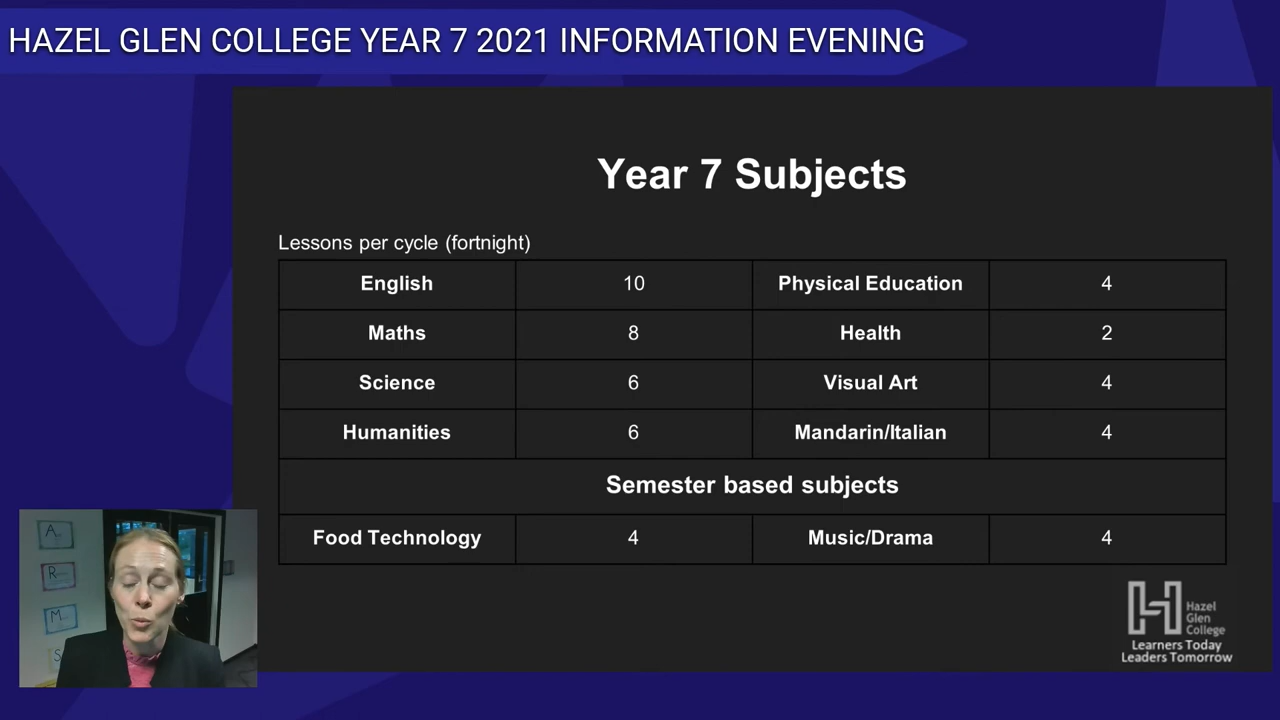 HAZEL GLEN COLLEGE YEAR 7 2021 INFORMATION EVENING
Year 7 Subjects
Lessons per cycle (fortnight)
English 10 Physical Education 4
Maths 8 Health 2
Science 6 Visual Art 4
Humanities 6 Mandarin/Italian 4
Semester based subjects
Food Technology 4 Music/Drama 4
A
R
M
S
Hazel
Glen
College
Learners Today
Leaders Tomorrow